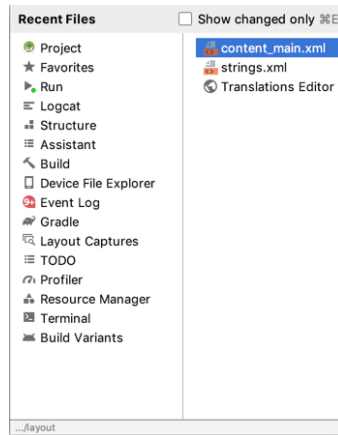 Recent Files
Show changed only ⌘E
Project
Favorites
Run
Logcat
Structure
Assistant
Build
Device File Explorer
9+ Event Log
Gradle
Layout Captures
TODO
Profiler
Resource Manager
Terminal
Build Variants
content_main.xml
strings.xml
Translations Editor
.../layout